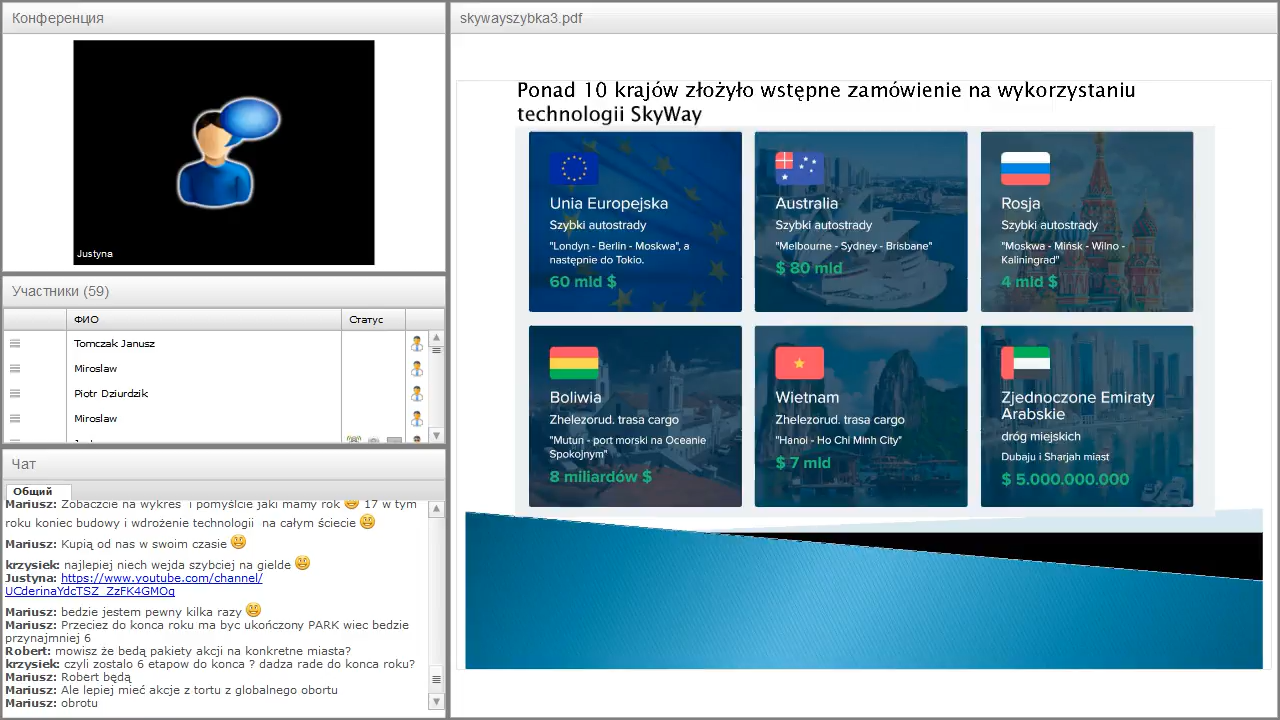 Конференция
Justyna
Участники (59)
ФИО
Статус
Tomczak Janusz
Miroslaw
Piotr Dziurdzik
Miroslaw
Чат
Общий
Mariusz: Zobaczcie na wykres i pomyślcie jaki mamy rok 17 w tym
roku koniec budowy i wdrożenie technologii na całym ściecie
Mariusz: Kupią od nas w swoim czasie
krzysiek: najlepiej niech wejda szybciej na gielde
Justyna: https://www.youtube.com/channel/
UCderinaYdcTSZ_ZzFK4GMOg
Mariusz: bedzie jestem pewny kilka razy
Mariusz: Przeciez do konca roku ma byc ukończony PARK wiec bedzie
przynajmniej 6
Robert: mowisz że bedą pakiety akcji na konkretne miasta?
krzysiek: czyli zostalo 6 etapow do konca ? dadza rade do konca roku?
Mariusz: Robert będą
Mariusz: Ale lepiej mieć akcje z tortu z globalnego obortu
Mariusz: obrotu
skywayszybka3.pdf
Ponad 10 krajów złożyło wstępne zamówienie na wykorzystaniu
technologii SkyWay
Unia Europejska
Szybki autostrady
"Londyn - Berlin - Moskwa", a
następnie do Tokio.
60 mld $
Australia
Szybki autostrady
"Melbourne - Sydney - Brisbane"
$ 80 mld
Rosja
Szybki autostrady
"Moskwa - Mińsk - Wilno -
Kaliningrad"
4 mld $
Boliwia
Zhelezorud. trasa cargo
"Mutun - port morski na Oceanie
Spokojnym"
8 miliardów $
Wietnam
Zhelezorud. trasa cargo
"Hanoi - Ho Chi Minh City"
$ 7 mld
Zjednoczone Emiraty
Arabskie
dróg miejskich
Dubaju i Sharjah miast
$ 5.000.000.000